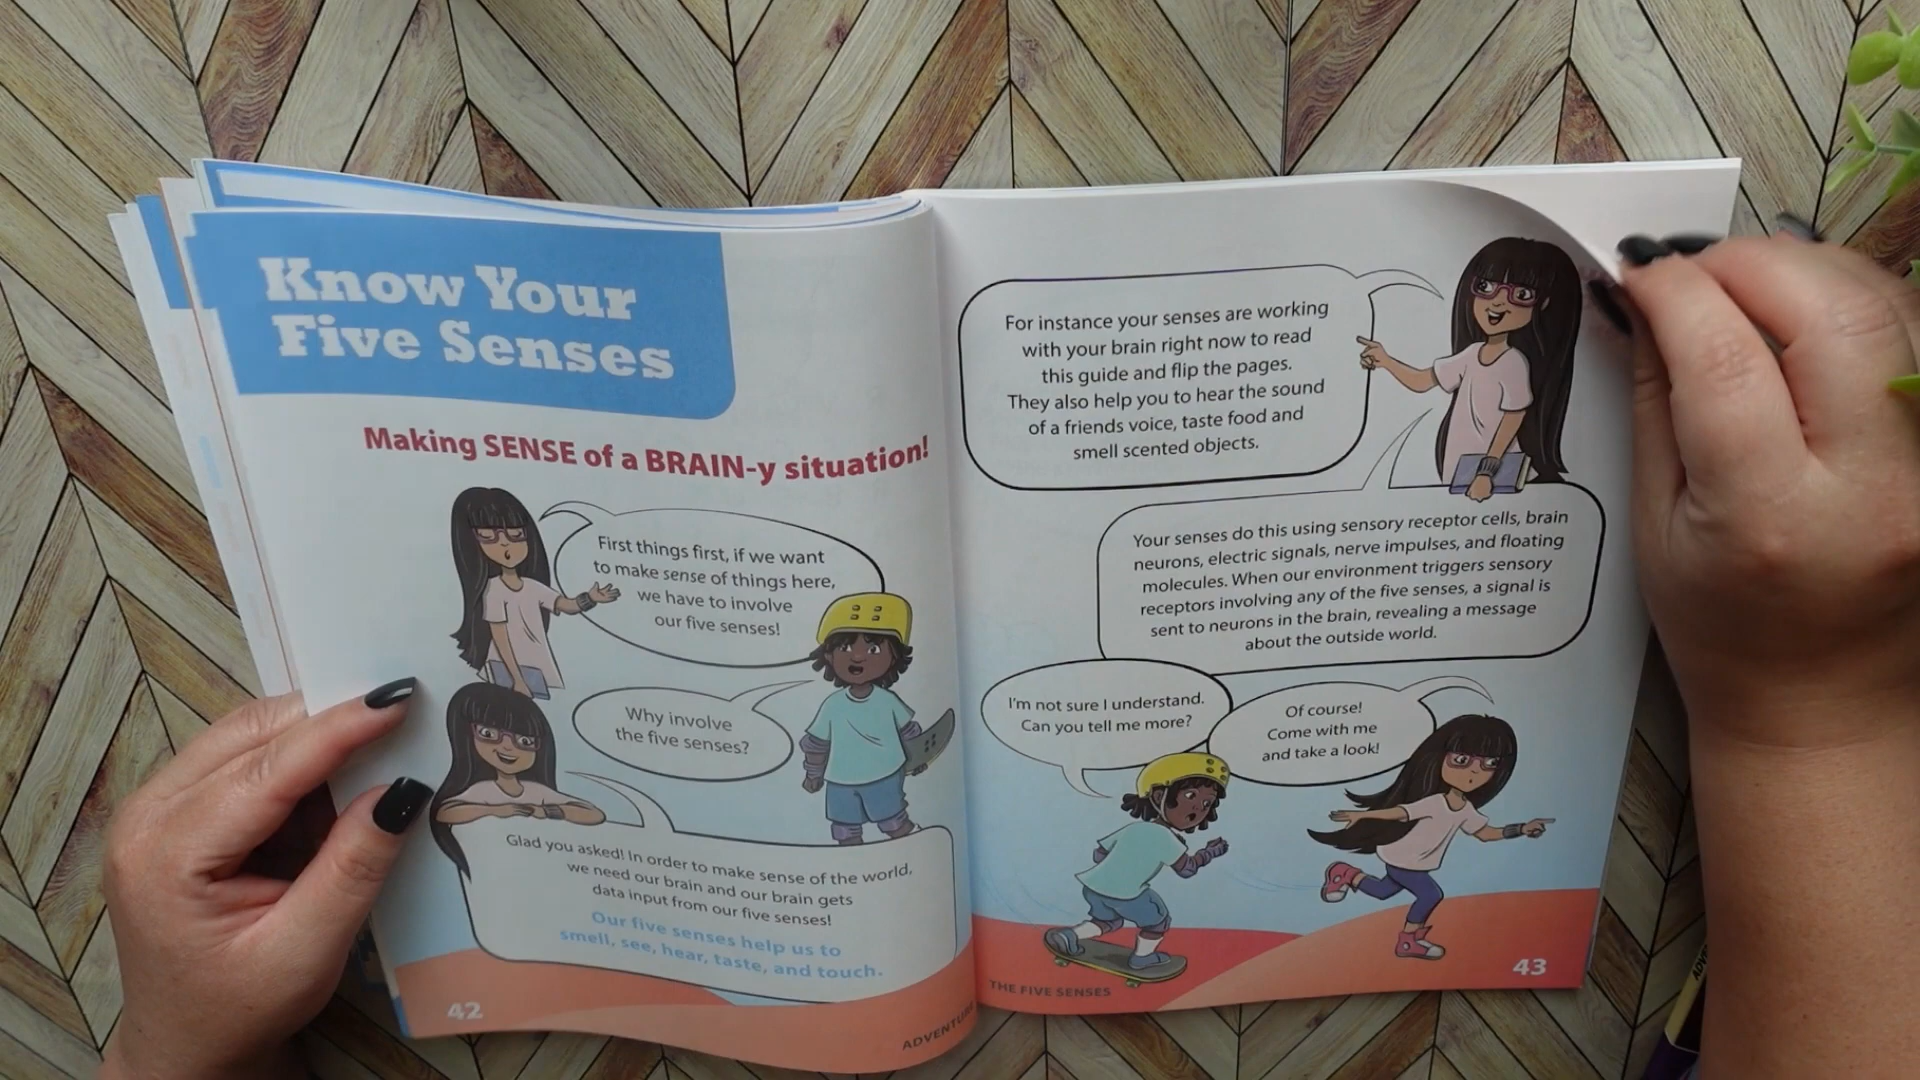 Know Your
Five Senses
Making SENSE of a BRAIN-y situation!
First things first, if we want
to make sense of things here,
we have to involve
our five senses!
Why involve
the five senses?
Glad you asked! In order to make sense of the world,
we need our brain and our brain gets
data input from our five senses!
Our five senses help us to
smell, see, hear, taste, and touch.
42
ADVENTURE
For instance your senses are working
with your brain right now to read
this guide and flip the pages.
They also help you to hear the sound
of a friends voice, taste food and
smell scented objects.
Your senses do this using sensory receptor cells, brain
neurons, electric signals, nerve impulses, and floating
molecules. When our environment triggers sensory
receptors involving any of the five senses, a signal is
sent to neurons in the brain, revealing a message
about the outside world.
I'm not sure I understand.
Can you tell me more?
Of course!
Come with me
and take a look!
THE FIVE SENSES
43